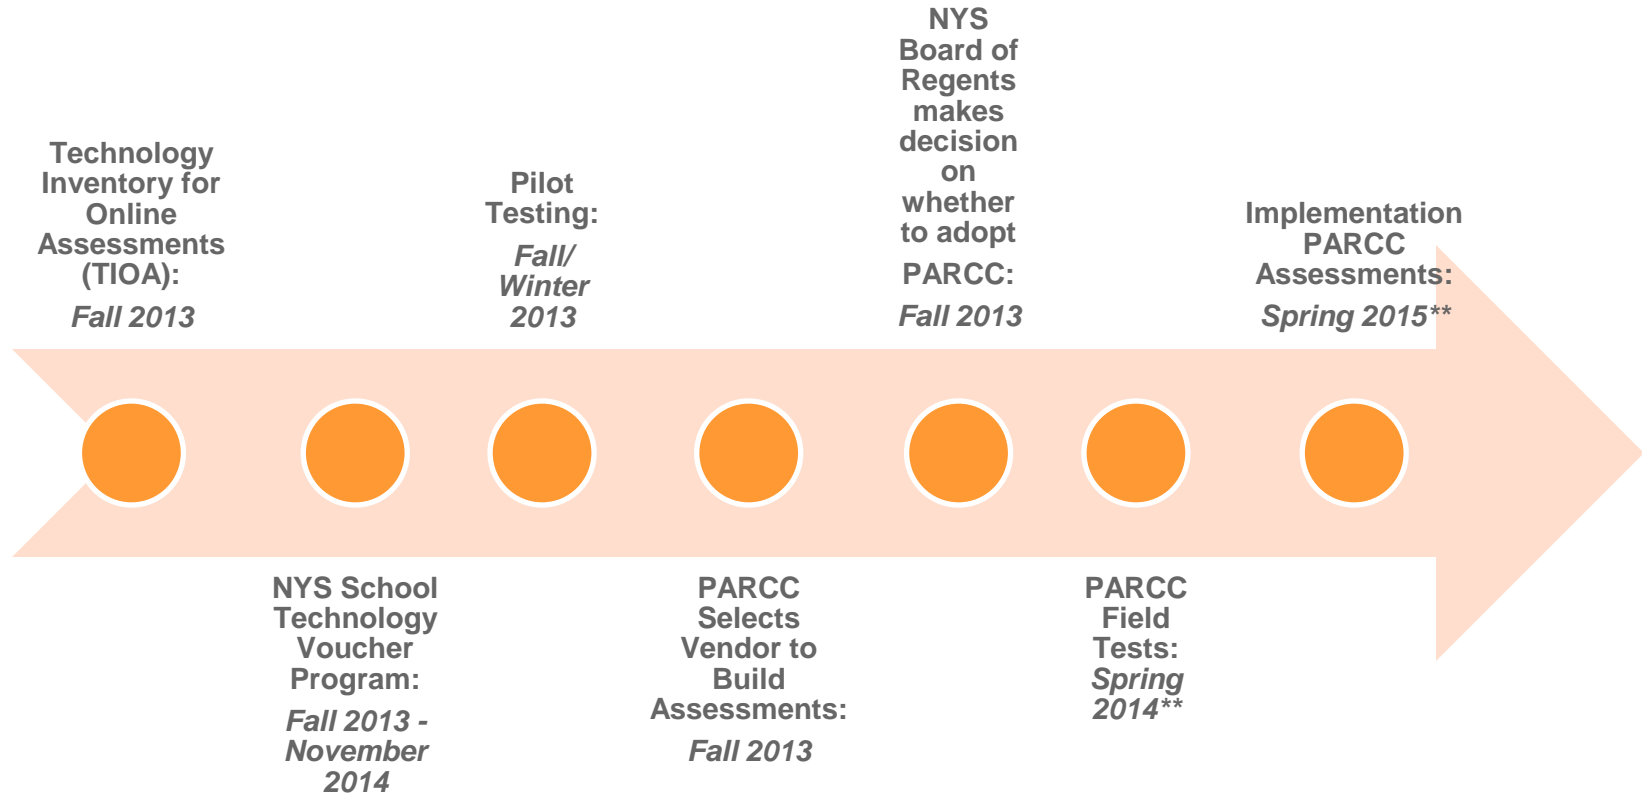 Technology
Inventory for
Online
Assessments
(TIOA):
Fall 2013
NYS School
Technology
Voucher
Program:
Fall 2013 -
November
2014
Pilot
Testing:
Fall/
Winter
2013
PARCC
Selects
Vendor to
Build
Assessments:
Fall 2013
NYS
Board of
Regents
makes
decision
on
whether
to adopt
PARCC:
Fall 2013
PARCC
Field
Tests:
Spring
2014**
Implementation
PARCC
Assessments:
Spring 2015**